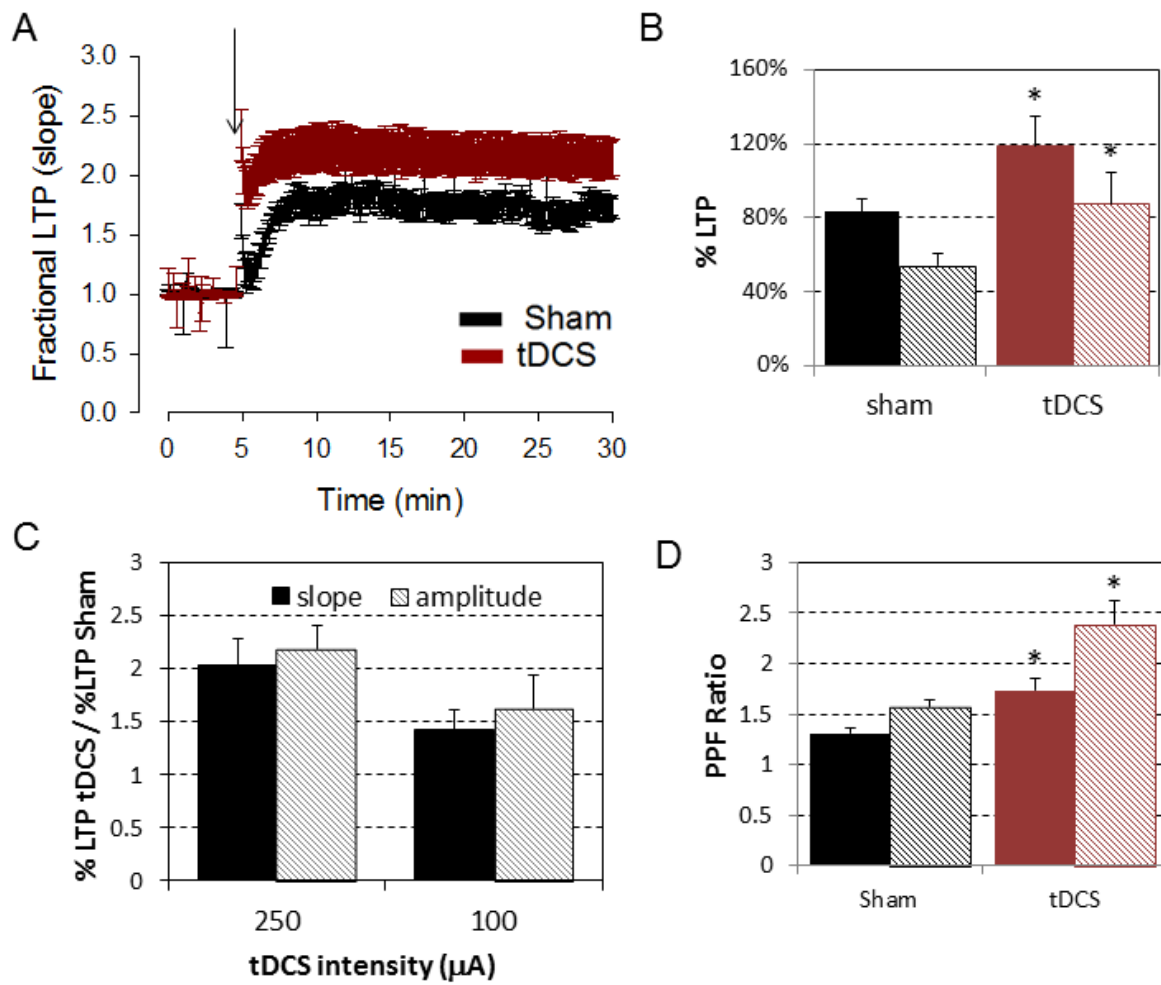 A
Fractional LTP (slope)
3.0
2.5
2.0
1.5
1.0
0.5
0.0
Sham
tDCS
0 5 10 15 20 25 30
Time (min)
B
% LTP
160%
120%
80%
40%
0%
* *
sham tDCS
C
% LTP tDCS / %LTP Sham
3
2.5
2
1.5
1
0.5
0
slope amplitude
250 100
tDCS intensity (µA)
D
PPF Ratio
3
2.5
2
1.5
1
0.5
0
* *
Sham tDCS